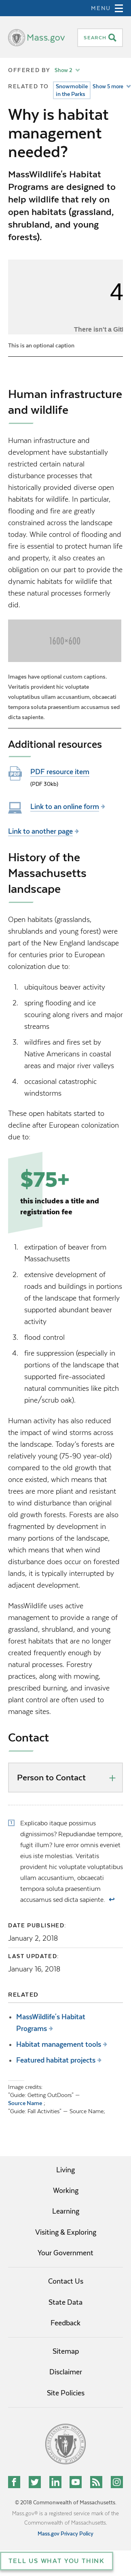 MENU
Mass.gov
SEARCH
OFFERED BY Show 2
RELATED TO Snowmobile Show 5 more
in the Parks
Why is habitat
management
needed?
MassWildlife's Habitat
Programs are designed to
help wildlife that rely on
open habitats (grassland,
shrubland, and young
forests).
4
There isn't a Git
This is an optional caption
Human infrastructure
and wildlife
Human infrastructure and
development have substantially
restricted certain natural
disturbance processes that
historically provided diverse open
habitats for wildlife. In particular,
flooding and fire are greatly
constrained across the landscape
today. While control of flooding and
fire is essential to protect human life
and property, it also creates an
obligation on our part to provide the
dynamic habitats for wildlife that
these natural processes formerly
did.
1600×600
Images have optional custom captions.
Veritatis provident hic voluptate
voluptatibus ullam accusantium, obcaecati
tempora soluta praesentium accusamus sed
dicta sapiente.
Additional resources
PDF resource item
(PDF 30kb)
Link to an online form
Link to another page
History of the
Massachusetts
landscape
Open habitats (grasslands,
shrublands and young forest) were
part of the New England landscape
prior to European colonization due to:
1. ubiquitous beaver activity
2. spring flooding and ice
scouring along rivers and major
streams
3. wildfires and fires set by
Native Americans in coastal
areas and major river valleys
4. occasional catastrophic
windstorms
These open habitats started to
decline after European colonization
due to:
$75+
this includes a title and
registration fee
1. extirpation of beaver from
Massachusetts
2. extensive development of
roads and buildings in portions
of the landscape that formerly
supported abundant beaver
activity
3. flood control
4. fire suppression (especially in
portions of the landscape that
supported fire-associated
natural communities like pitch
pine/scrub oak).
Human activity has also reduced
the impact of wind storms across
the landscape. Today's forests are
relatively young (75-90 year-old)
compared to the old growth that
once existed, which means that
trees are more resistant to wind
disturbance than original old
growth forests. Forests are also
fragmented by development in
many portions of the landscape,
which means that when wind
disturbance does occur on forested
lands, it is typically interrupted by
adjacent development.
MassWildlife uses active
management to provide a range of
grassland, shrubland, and young
forest habitats that are no longer
created frequently enough by
natural processes. Forestry
practices, along with mowing,
prescribed burning, and invasive
plant control are used to manage
most sites.
Contact
Person to Contact +
1 Explicabo itaque possimus
dignissimos? Repudiandae tempore,
fugit illum? Iure error omnis eveniet
eius iste molestias. Veritatis
provident hic voluptate voluptatibus
ullam accusantium, obcaecati
tempora soluta praesentium
accusamus sed dicta sapiente. ↩
DATE PUBLISHED:
January 2, 2018
LAST UPDATED:
January 16, 2018
RELATED
MassWildlife's Habitat
Programs
Habitat management tools
Featured habitat projects
Image credits:
"Guide: Getting OutDoors" —
Source Name ;
"Guide: Fall Activities" — Source Name.
Living
Working
Learning
Visiting & Exploring
Your Government
Contact Us
State Data
Feedback
Sitemap
Disclaimer
Site Policies
© 2018 Commonwealth of Massachusetts.
Mass.gov® is a registered service mark of the
Commonwealth of Massachusetts.
Mass.gov Privacy Policy
TELL US WHAT YOU THINK